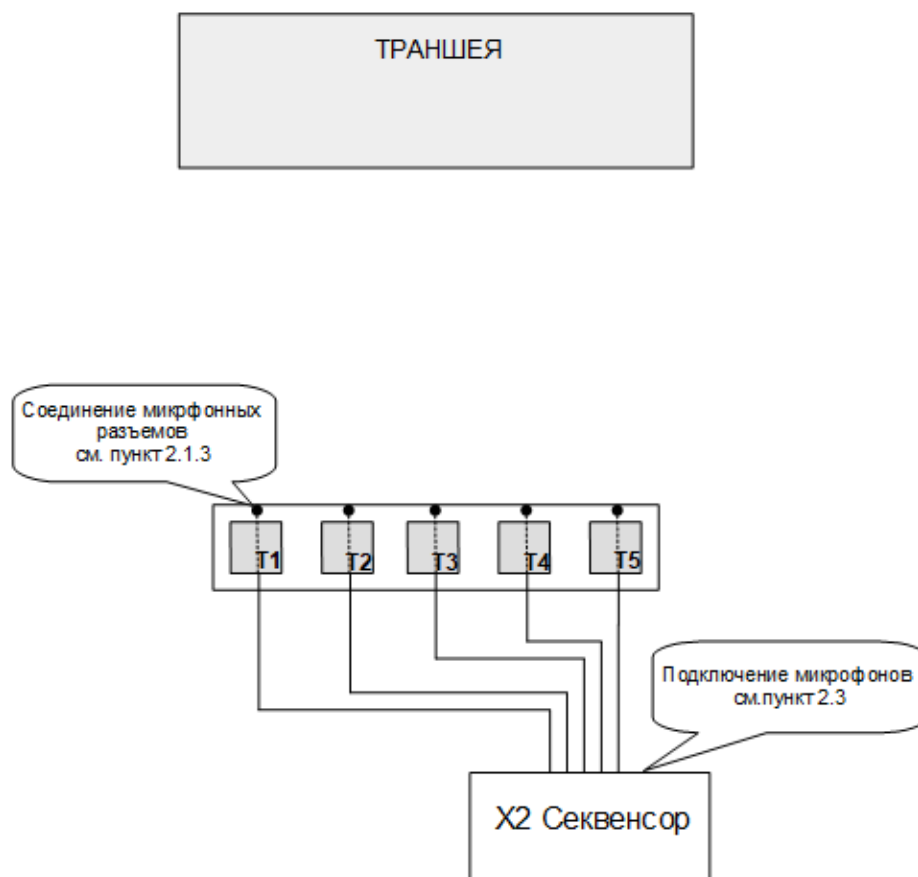 ТРАНШЕЯ
Соединение микрфонных
разъемов
см. пункт 2.1.3
T1
T2
T3
T4
T5
Подключение микрофонов
см.пункт 2.3
X2 Секвенсор